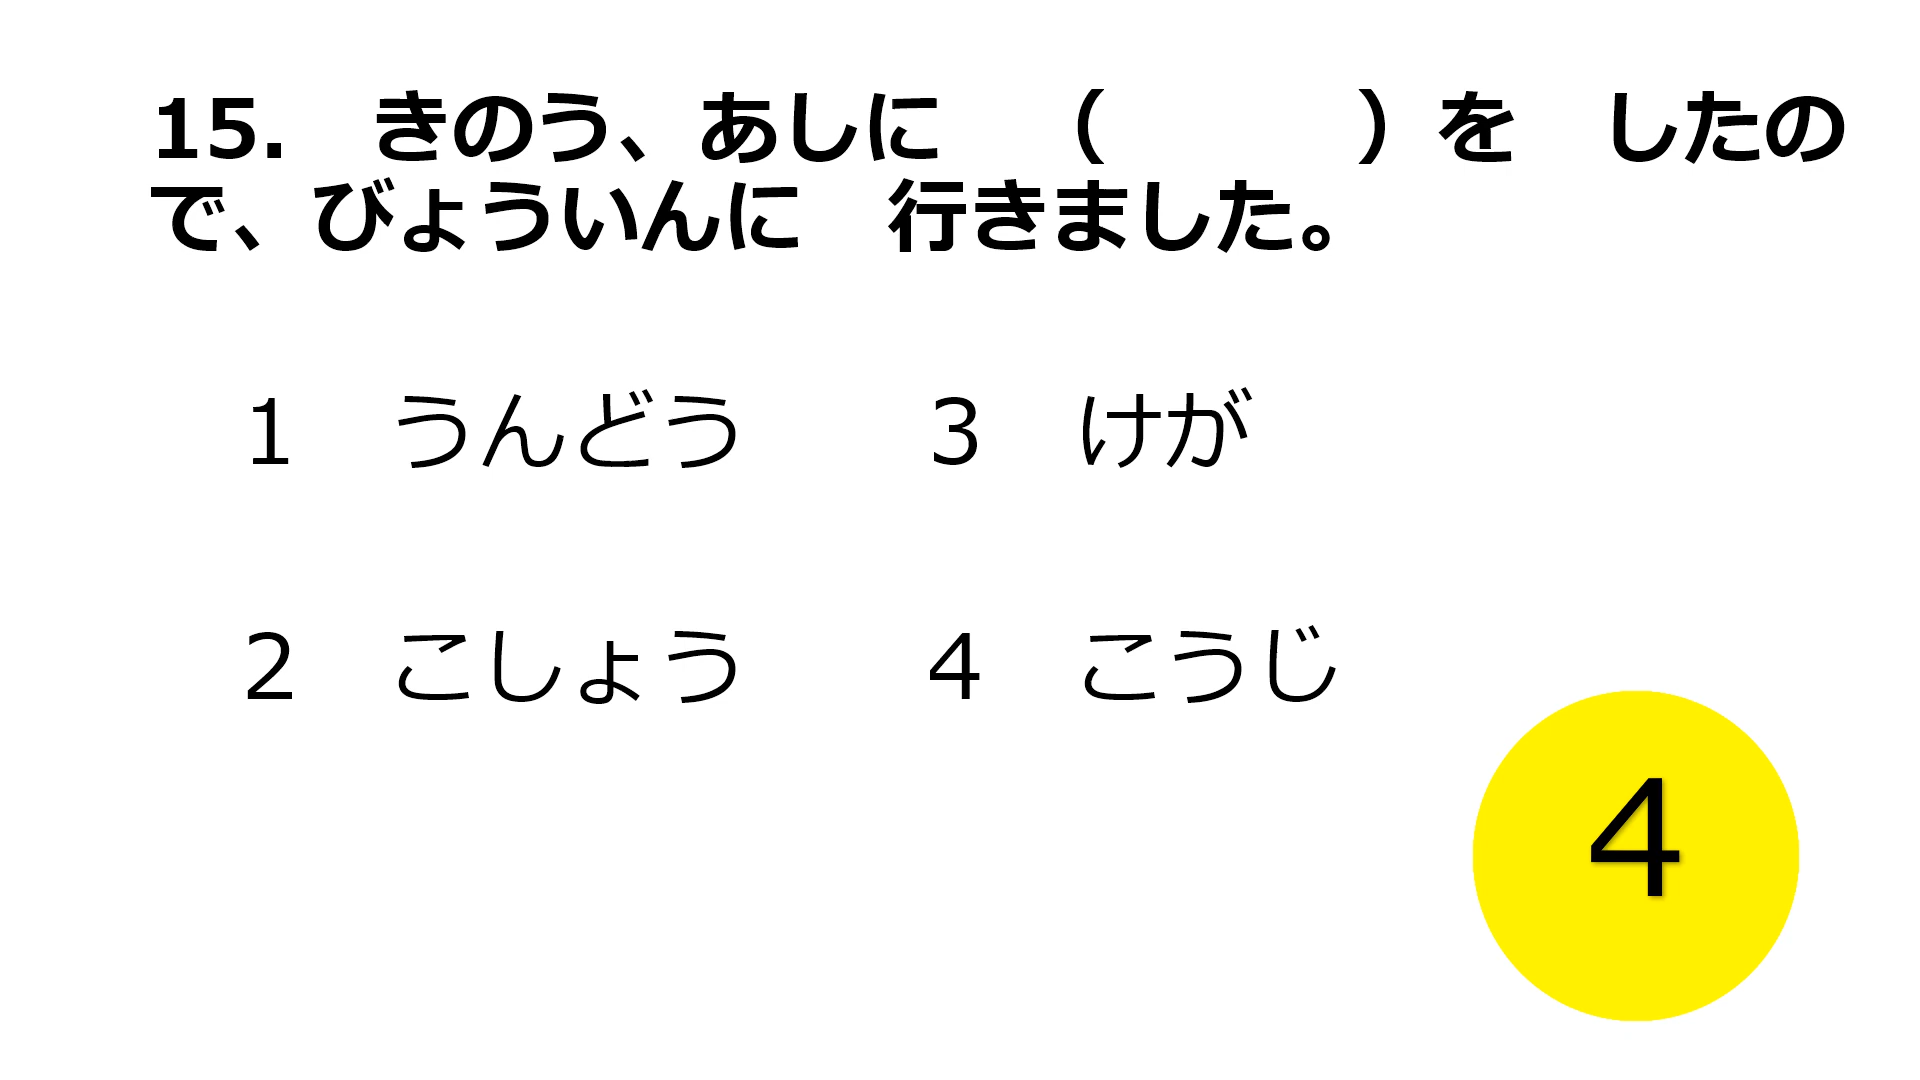 15.　きのう、あしに　（　　　）を　したの
で、びょういんに　行きました。
1　うんどう　　3　けが
2　こしょう　　4　こうじ
4